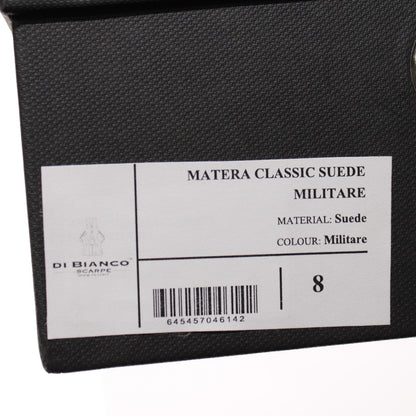 MATERA CLASSIC SUEDE
MILITARE
MATERIAL: Suede
COLOUR: Militare
DI BIANCO
SCARPE
645457046142
8